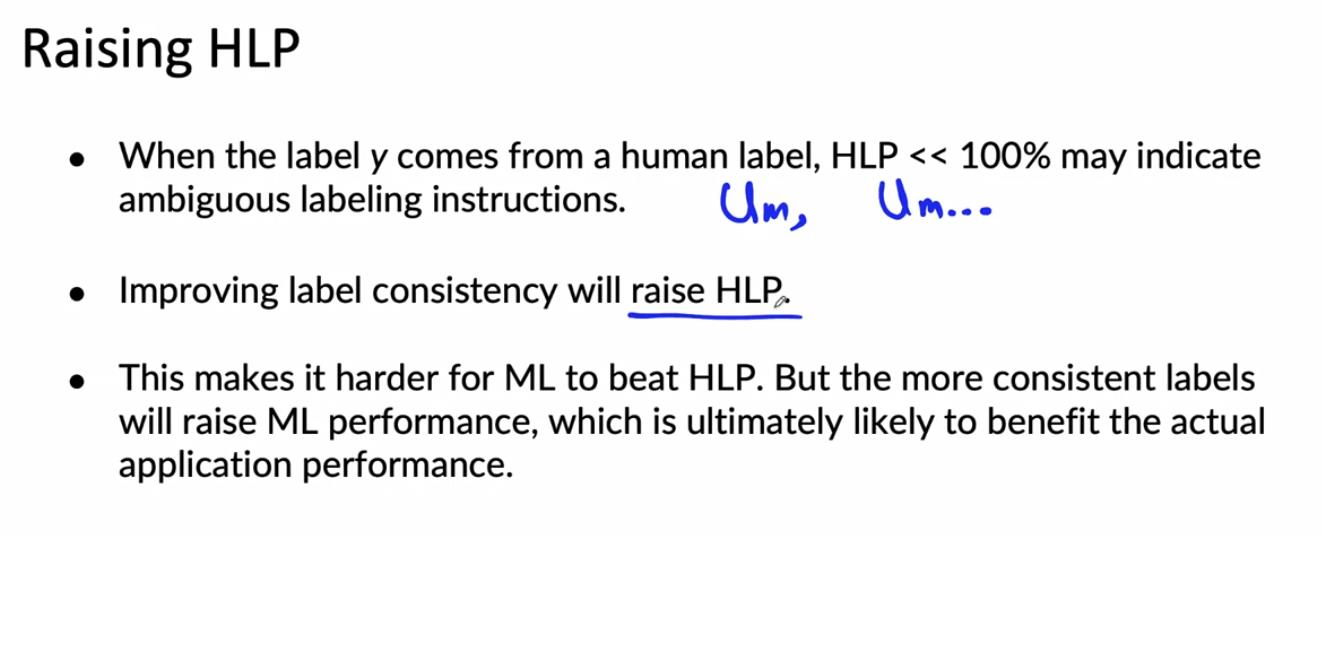 Raising HLP
• When the label y comes from a human label, HLP << 100% may indicate
ambiguous labeling instructions.
Um, Um...
• Improving label consistency will raise HLP.
• This makes it harder for ML to beat HLP. But the more consistent labels
will raise ML performance, which is ultimately likely to benefit the actual
application performance.